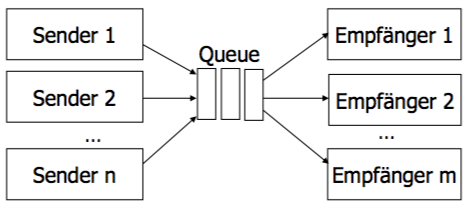 Sender 1
Sender 2
...
Sender n
Queue
Empfänger 1
Empfänger 2
...
Empfänger m